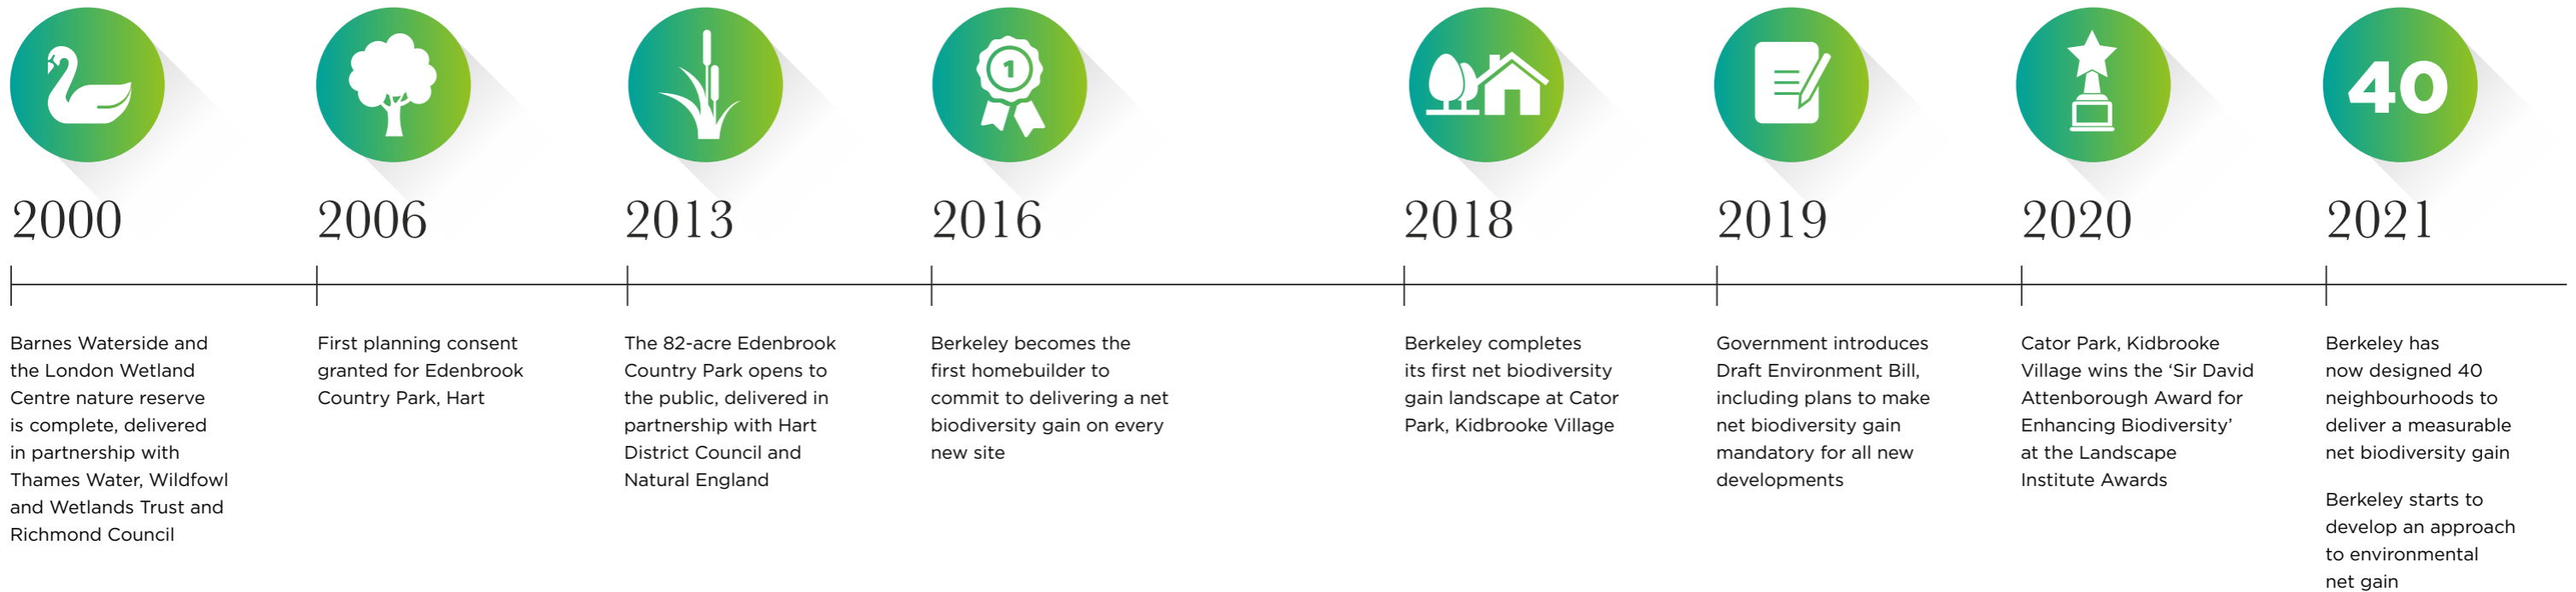 1
40
2000
Barnes Waterside and
the London Wetland
Centre nature reserve
is complete, delivered
in partnership with
Thames Water, Wildfowl
and Wetlands Trust and
Richmond Council
2006
First planning consent
granted for Edenbrook
Country Park, Hart
2013
The 82-acre Edenbrook
Country Park opens to
the public, delivered in
partnership with Hart
District Council and
Natural England
2016
Berkeley becomes the
first homebuilder to
commit to delivering a net
biodiversity gain on every
new site
2018
Berkeley completes
its first net biodiversity
gain landscape at Cator
Park, Kidbrooke Village
2019
Government introduces
Draft Environment Bill,
including plans to make
net biodiversity gain
mandatory for all new
developments
2020
Cator Park, Kidbrooke
Village wins the ‘Sir David
Attenborough Award for
Enhancing Biodiversity’
at the Landscape
Institute Awards
2021
Berkeley has
now designed 40
neighbourhoods to
deliver a measurable
net biodiversity gain
Berkeley starts to
develop an approach
to environmental
net gain